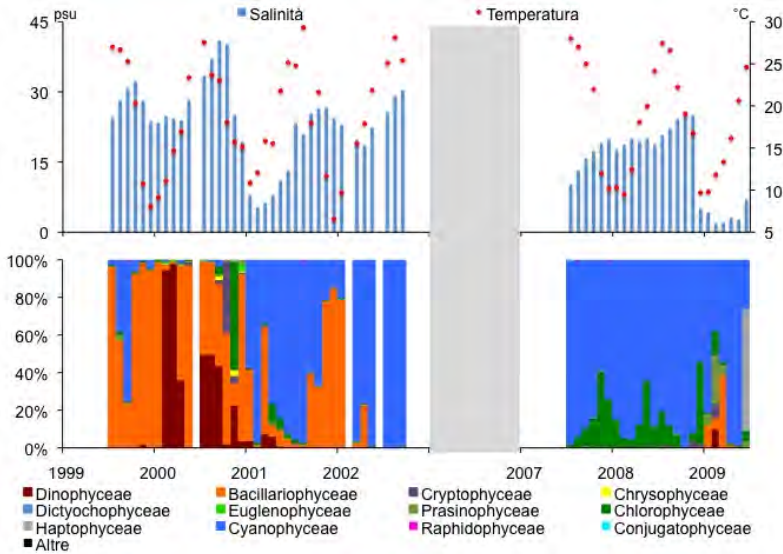 psu Salinità Temperatura °C
45 30
25
30 20
15
15 10
0 5
100%
80%
60%
40%
20%
0%
1999 2000 2001 2002 2007 2008 2009
Dinophyceae Bacillariophyceae Cryptophyceae Chrysophyceae
Dictyochophyceae Euglenophyceae Prasinophyceae Chlorophyceae
Haptophyceae Cyanophyceae Raphidophyceae Conjugatophyceae
Altre